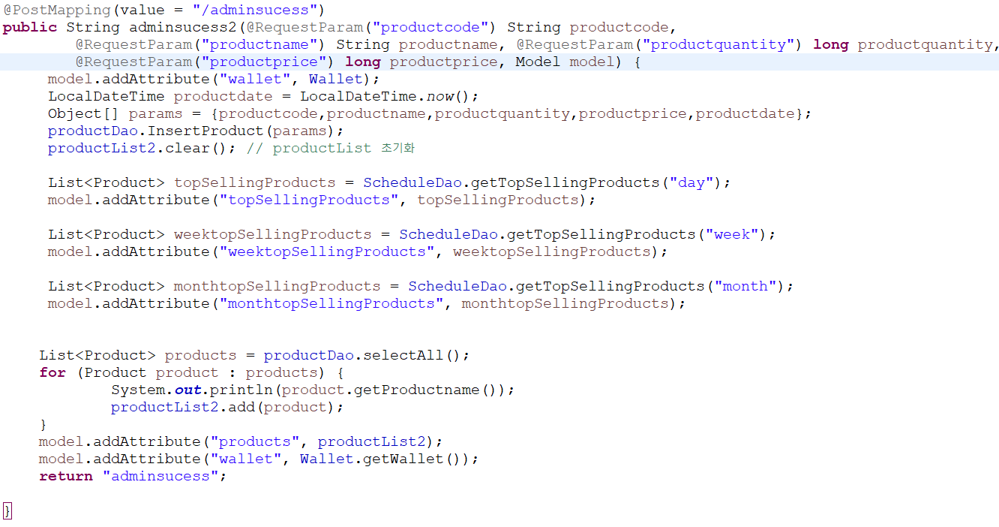 @PostMapping(value = "/adminsucess")
public String adminsucess2(@RequestParam("productcode") String productcode,
@RequestParam("productname") String productname, @RequestParam("productquantity") long productquantity,
@RequestParam("productprice") long productprice, Model model) {
model.addAttribute("wallet", Wallet);
LocalDateTime productdate = LocalDateTime.now();
Object[] params = {productcode,productname,productquantity,productprice,productdate};
productDao.InsertProduct(params);
productList2.clear(); // productList 초기화
List<Product> topSellingProducts = ScheduleDao.getTopSellingProducts("day");
model.addAttribute("topSellingProducts", topSellingProducts);
List<Product> weektopSellingProducts = ScheduleDao.getTopSellingProducts("week");
model.addAttribute("weektopSellingProducts", weektopSellingProducts);
List<Product> monthtopSellingProducts = ScheduleDao.getTopSellingProducts("month");
model.addAttribute("monthtopSellingProducts", monthtopSellingProducts);
List<Product> products = productDao.selectAll();
for (Product product : products) {
System.out.println(product.getProductname());
productList2.add(product);
}
model.addAttribute("products", productList2);
model.addAttribute("wallet", Wallet.getWallet());
return "adminsucess";
}